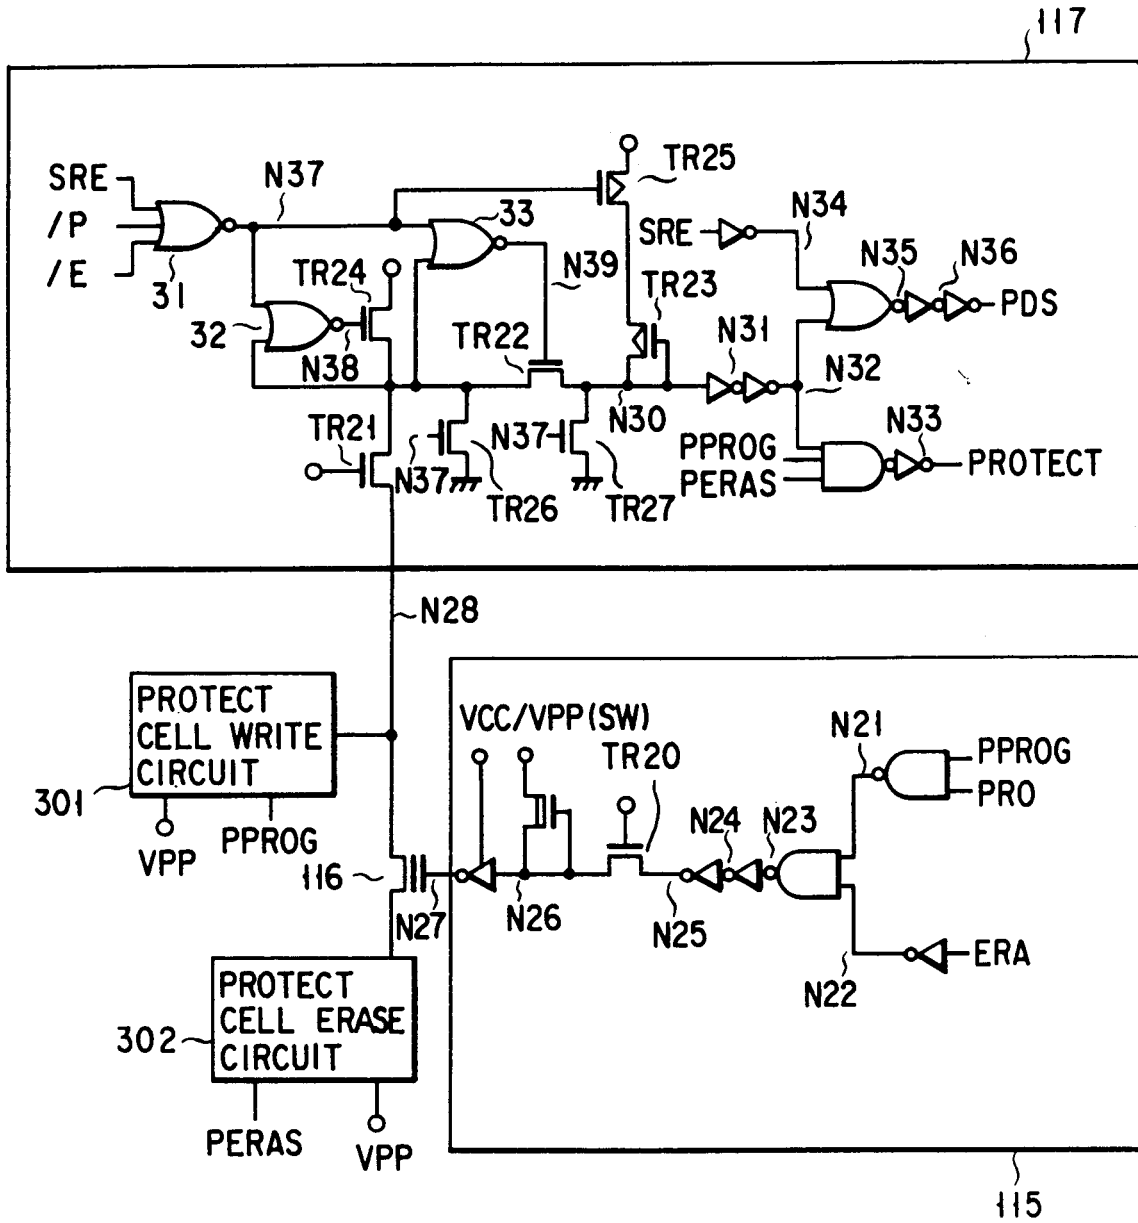 117
SRE
/P
/E
31
N37
33
TR25
TR24
32
N38
N39
TR23
TR22
SRE
N34
N35
N36
PDS
N31
N32
N30
TR21
N37
TR26
N37
TR27
PPROG
PERAS
N33
PROTECT
N28
PROTECT
CELL WRITE
CIRCUIT
301
VPP
PPROG
VCC/VPP(SW)
TR20
N21
PPROG
PRO
N24
N23
116
N27
N26
N25
N22
ERA
PROTECT
CELL ERASE
CIRCUIT
302
PERAS
VPP
115